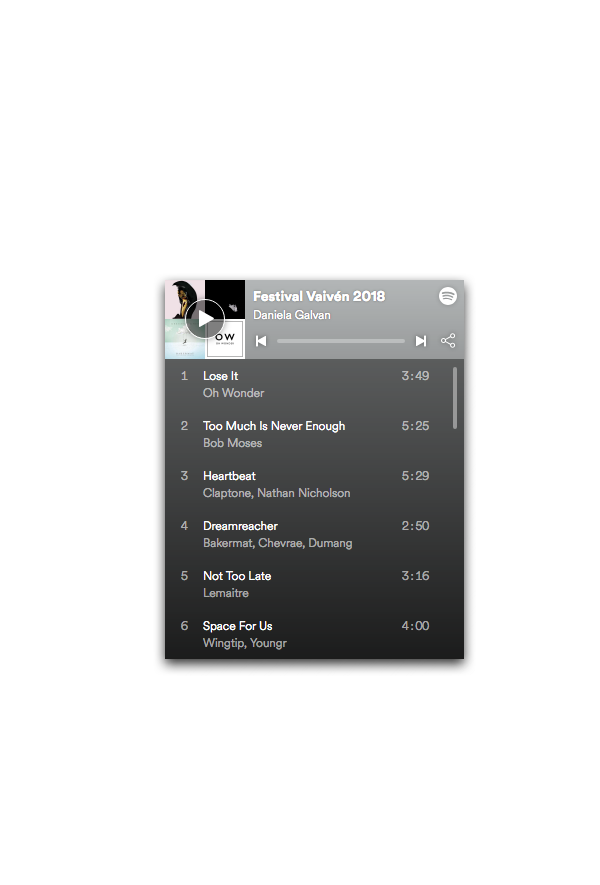 Festival Vaivén 2018
Daniela Galvan
OW
OH WONDER
1 Lose It 3:49
Oh Wonder
2 Too Much Is Never Enough 5:25
Bob Moses
3 Heartbeat 5:29
Claptone, Nathan Nicholson
4 Dreamreacher 2:50
Bakermat, Chevrae, Dumang
5 Not Too Late 3:16
Lemaitre
6 Space For Us 4:00
Wingtip, Youngr